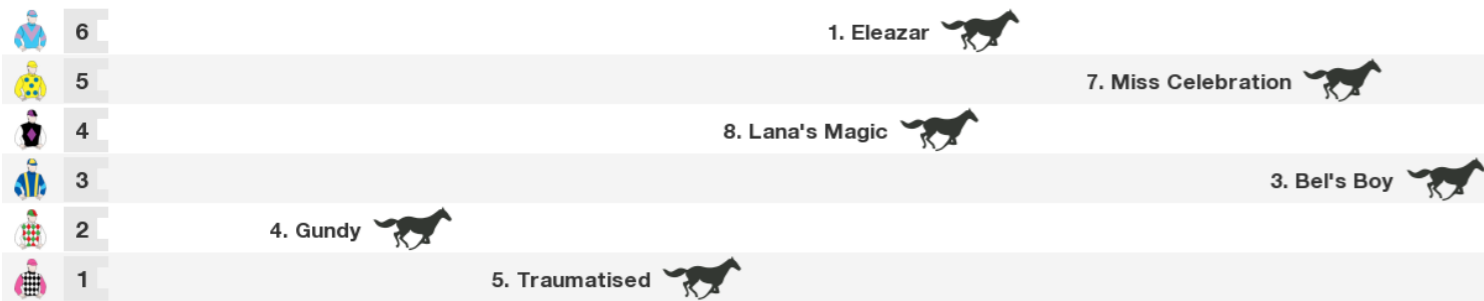 6 1. Eleazar
5 7. Miss Celebration
4 8. Lana's Magic
3 3. Bel's Boy
2 4. Gundy
1 5. Traumatised